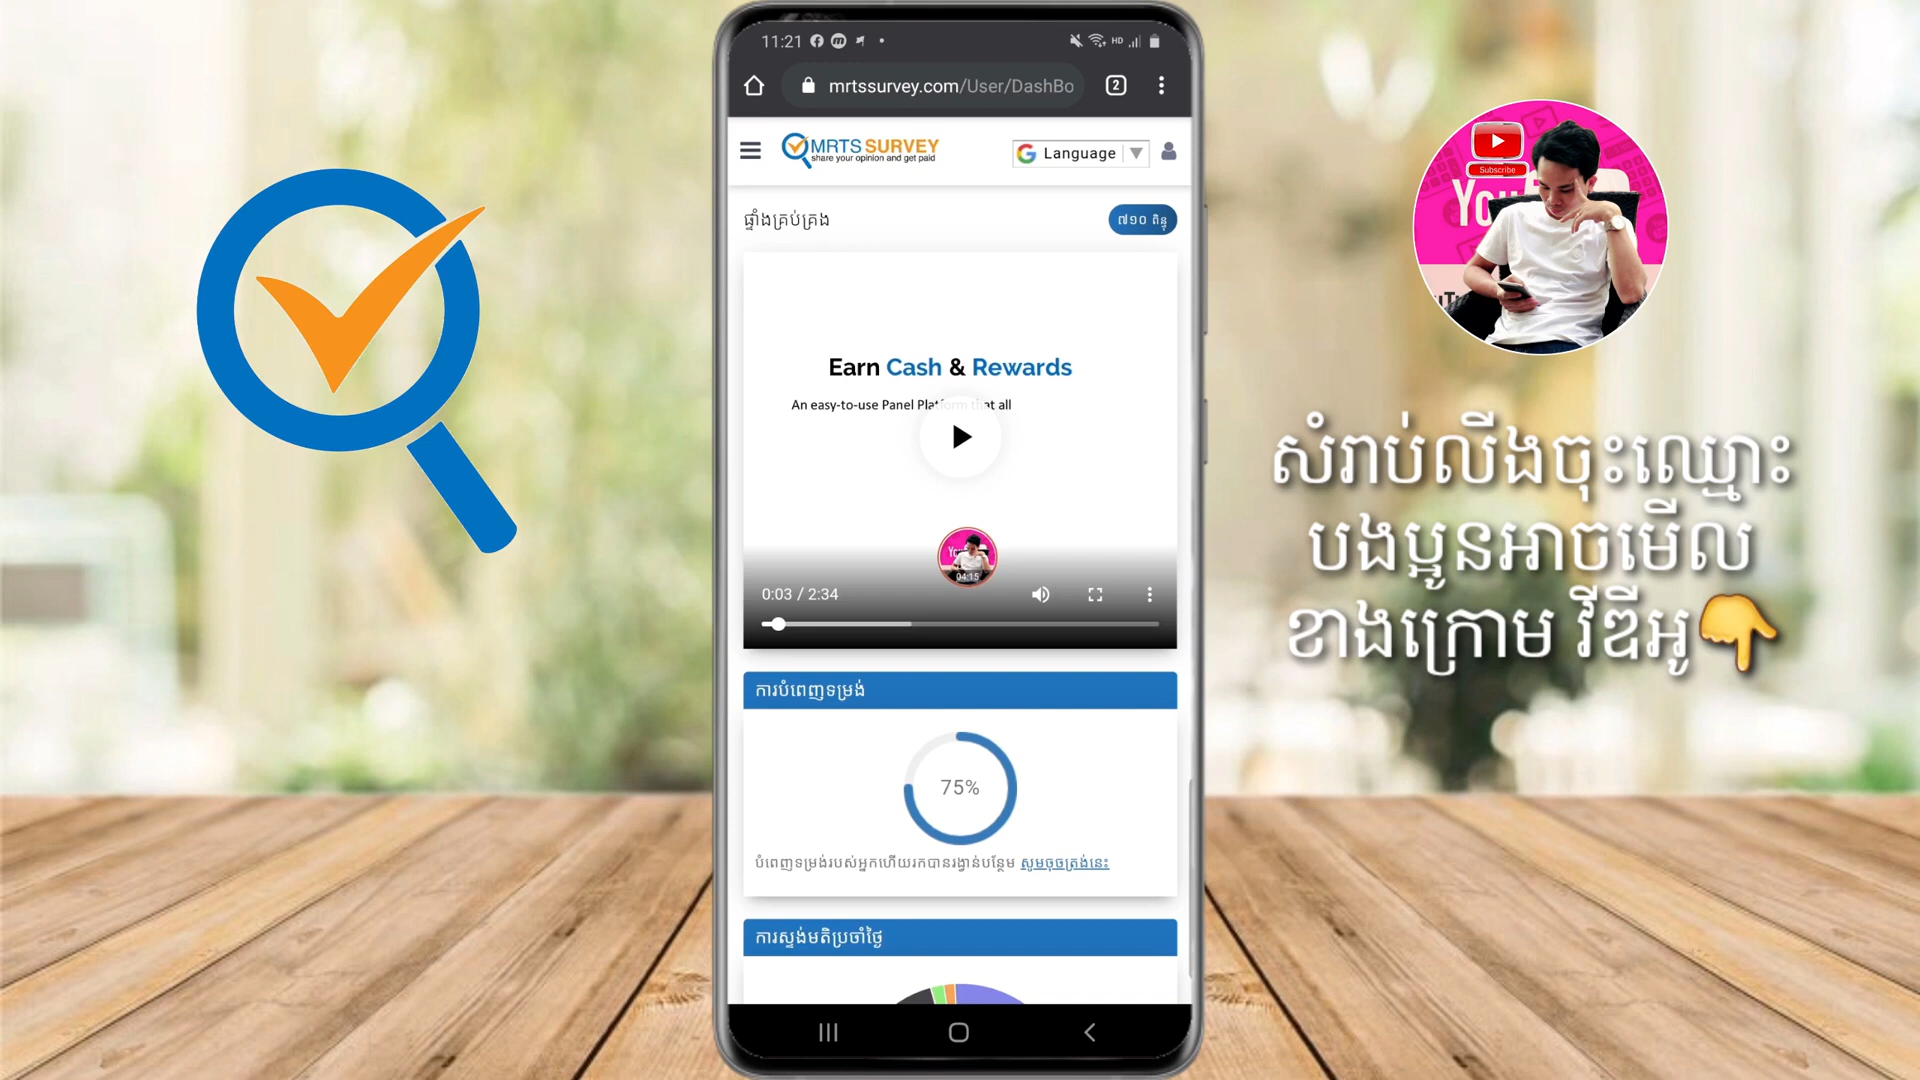 11:21
HD
mrtssurvey.com/User/DashBo
2
MRTS SURVEY
share your opinion and get paid
Language
ផ្ទាំងគ្រប់គ្រង
៧១០ ពិន្ទុ
Earn Cash & Rewards
An easy-to-use Panel Platform that all
04:15
0:03 / 2:34
ការបំពេញទម្រង់
75%
បំពេញទម្រង់របស់អ្នកហើយរកបានរង្វាន់បន្ថែម សូមចុចត្រង់នេះ
ការស្ទង់មតិប្រចាំថ្ងៃ
Subscribe
សំរាប់លីងចុះឈ្មោះ
បងប្អូនអាចមើល
ខាងក្រោម វីឌីអូ👇